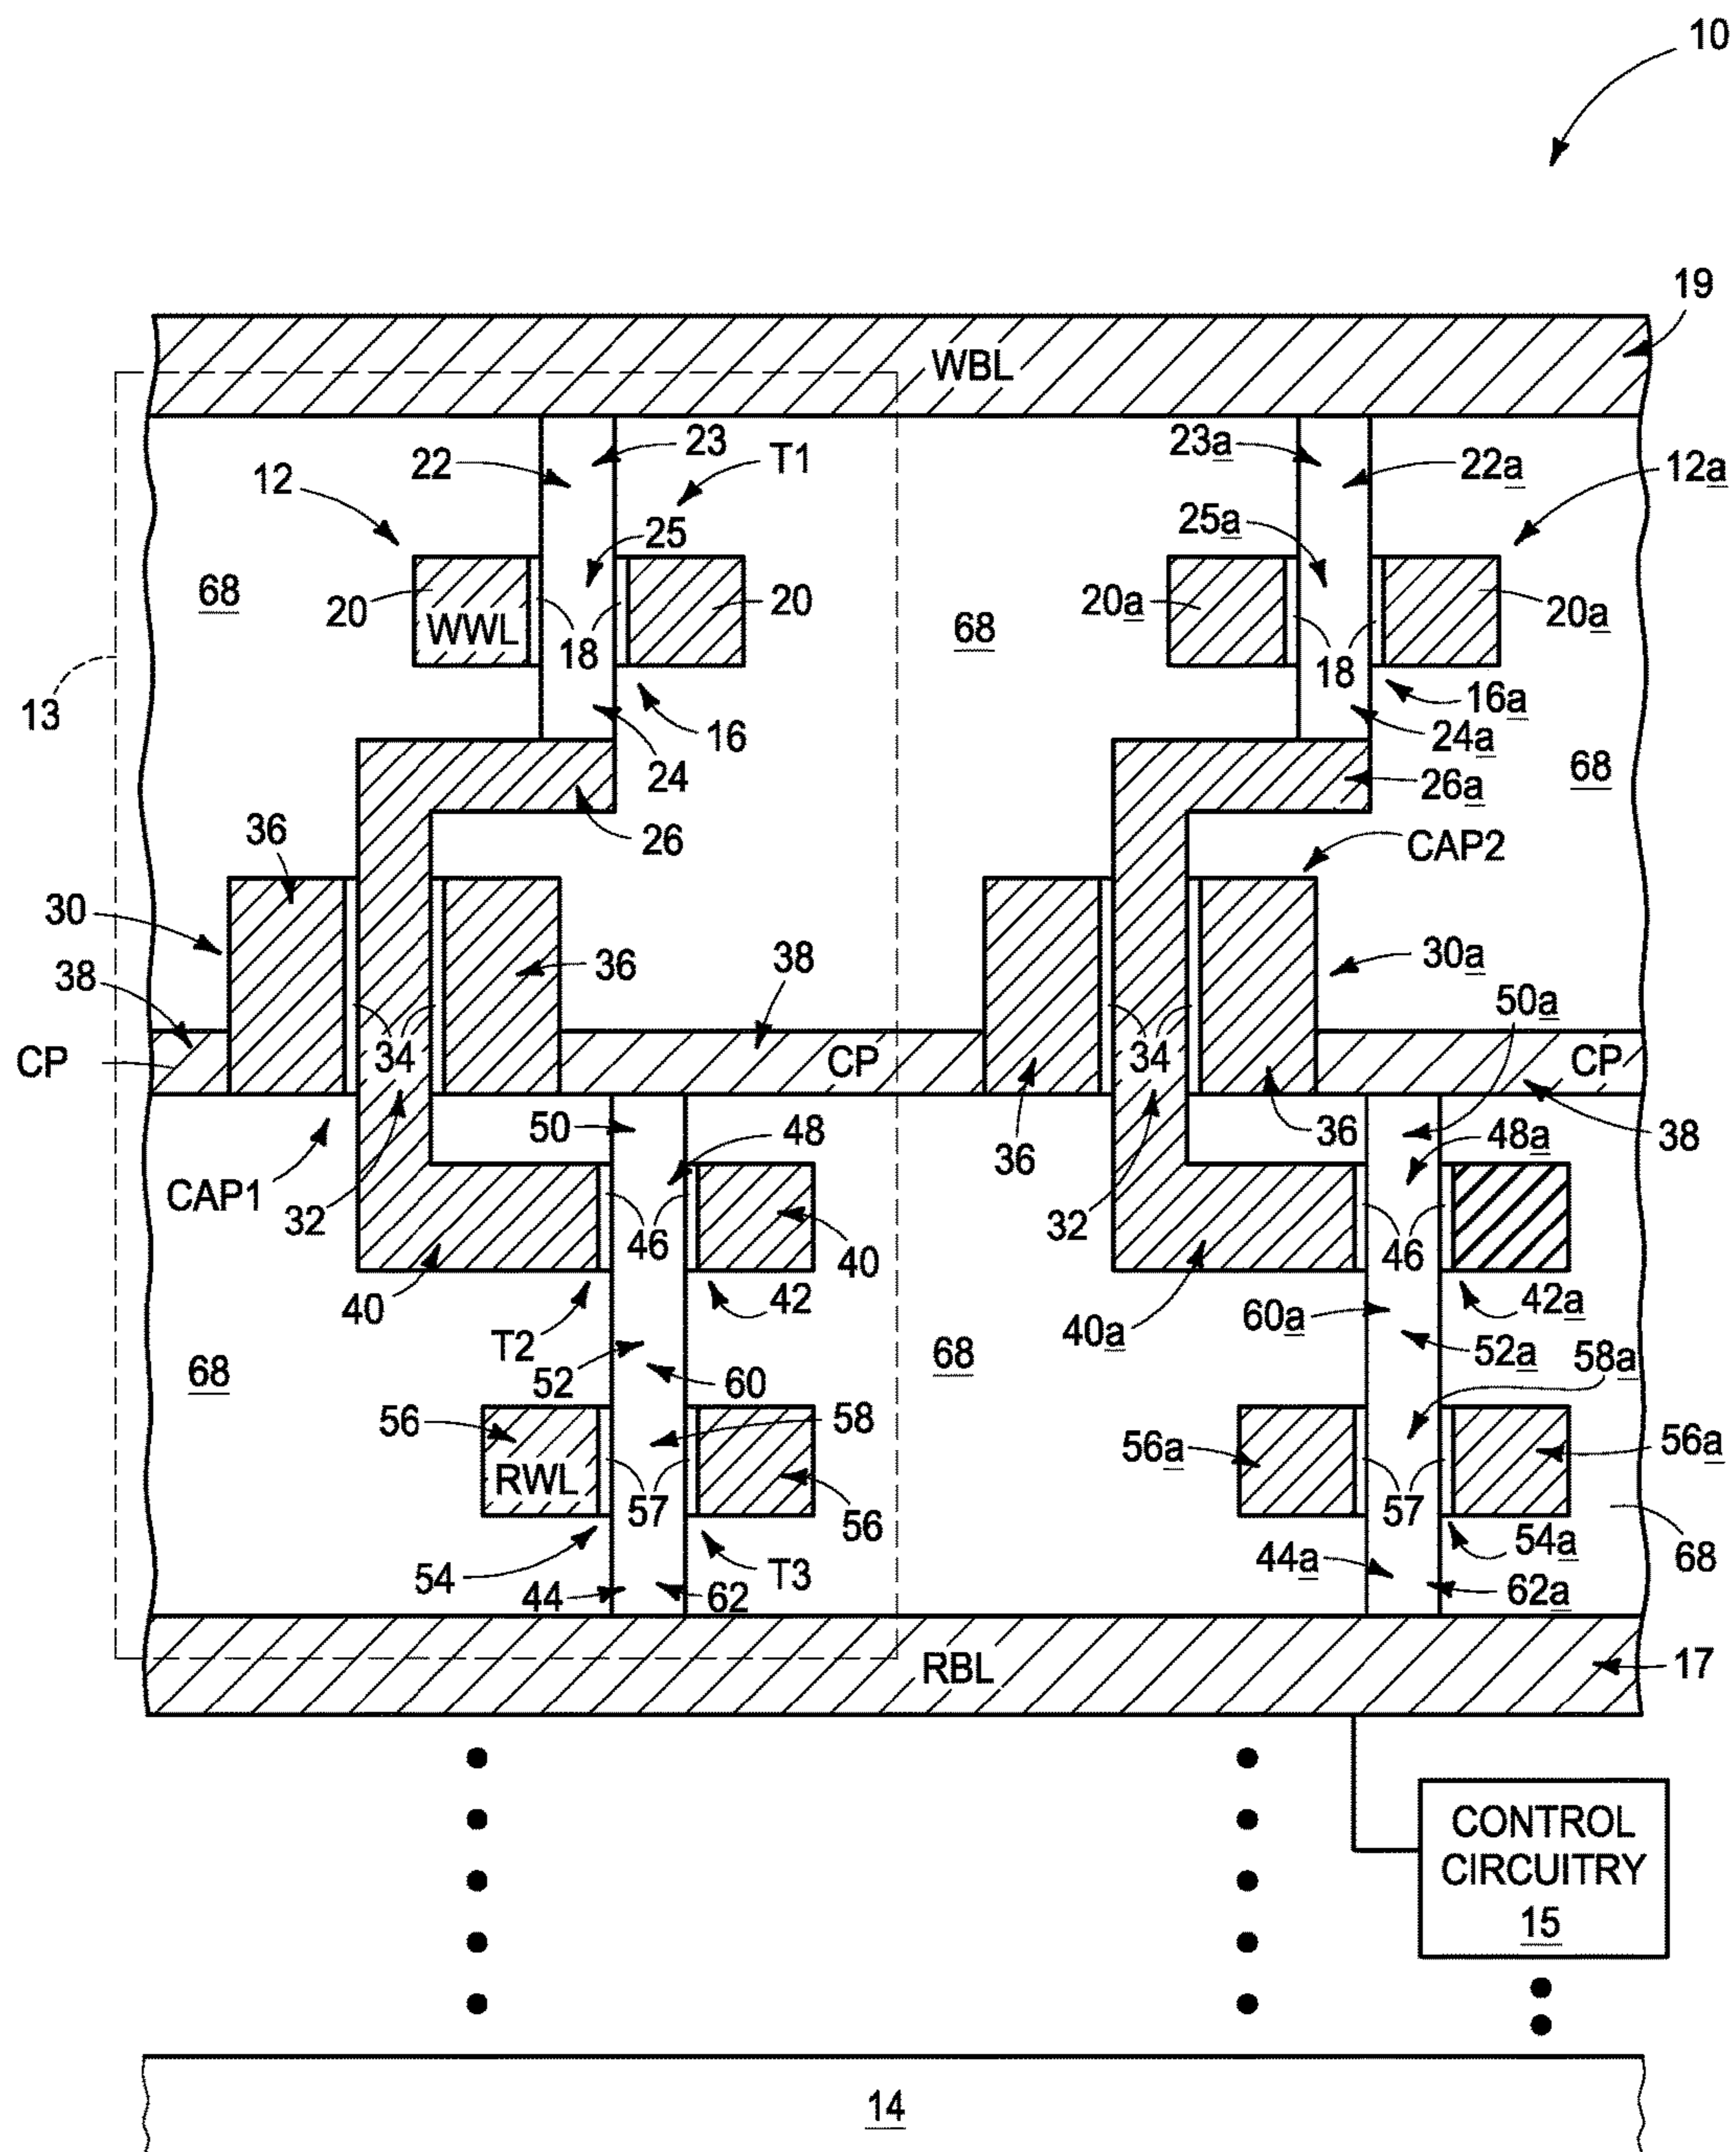 10
19
WBL
23
T1
23a
22
22a
12
12a
25
25a
68
20
WWL
18
20
68
20a
18
20a
13
16
16a
24
24a
68
26a
36
26
CAP2
30
36
38
30a
38
50a
CP
34
CP
34
CP
50
48
36
36
48a
38
CAP1
32
46
40
32
46
40
42
60a
42a
T2
40a
68
52
60
68
52a
58a
56
58
56a
56a
RWL
57
56
57
54
T3
44a
54a
68
44
62
62a
RBL
17
CONTROL
CIRCUITRY
15
14